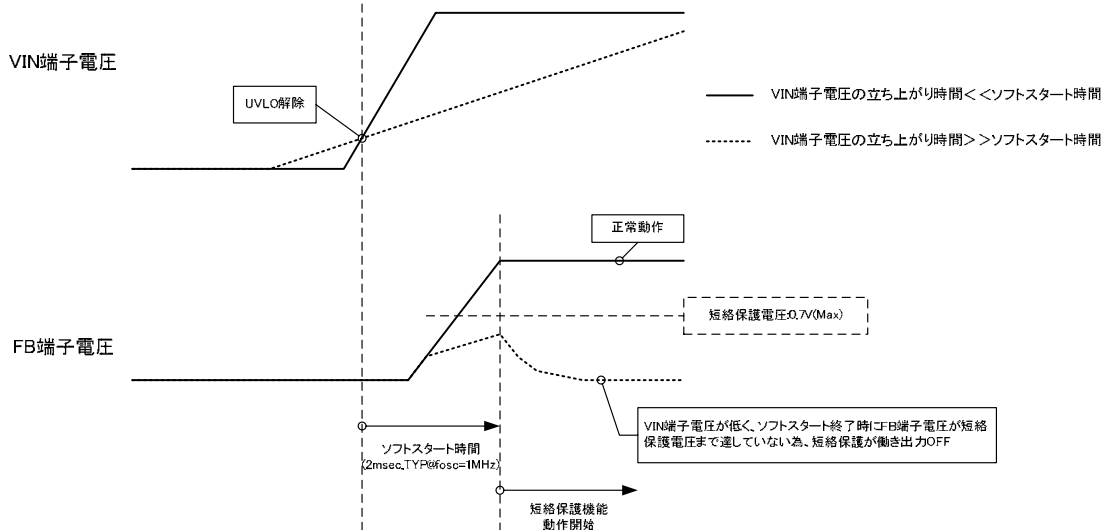 VIN端子電圧
UVLO解除
VIN端子電圧の立ち上がり時間<<ソフトスタート時間
VIN端子電圧の立ち上がり時間>>ソフトスタート時間
正常動作
短絡保護電圧:0.7V(Max)
FB端子電圧
VIN端子電圧が低く、ソフトスタート終了時にFB端子電圧が短絡
保護電圧まで達していない為、短絡保護が働き出力OFF
ソフトスタート時間
(2msec.TYP@fosc=1MHz)
短絡保護機能
動作開始